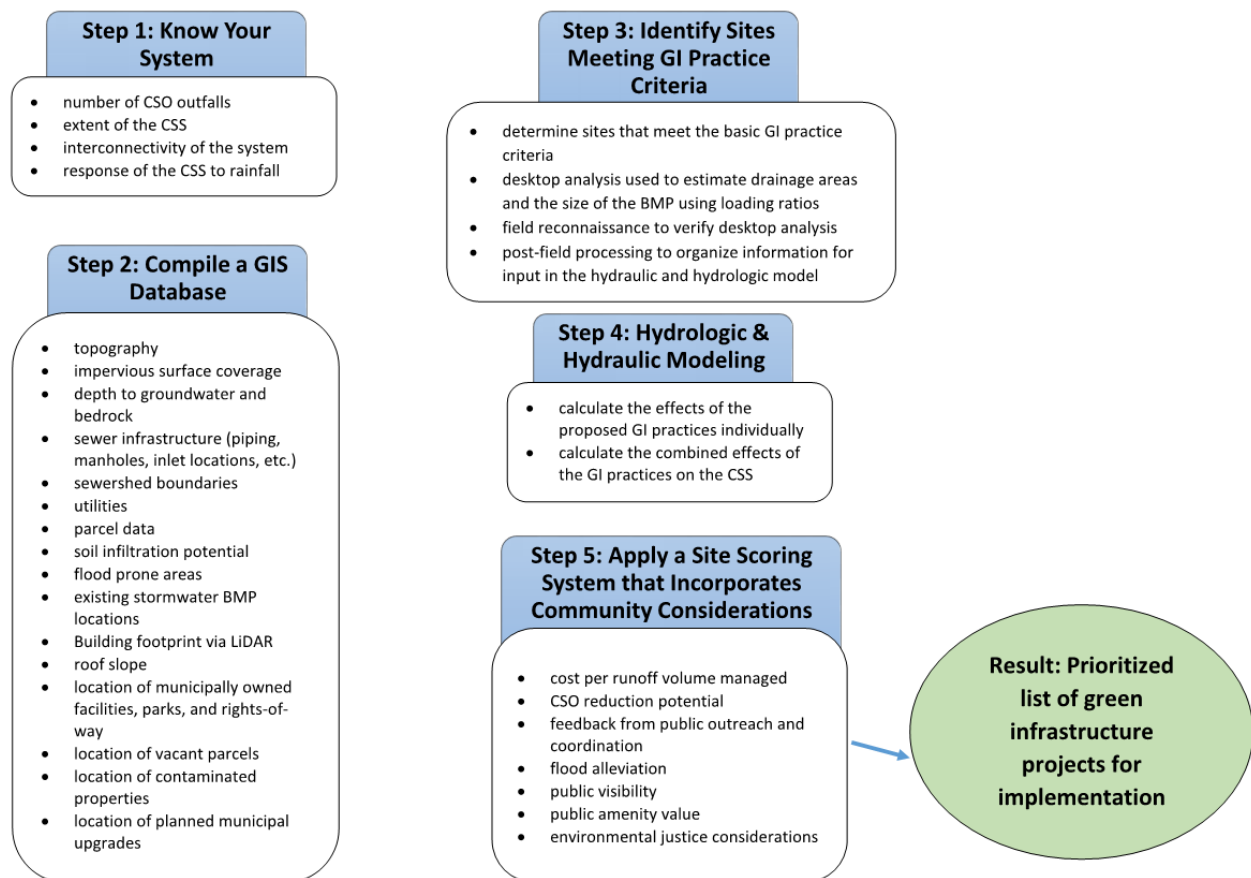 Step 1: Know Your
System
• number of CSO outfalls
• extent of the CSS
• interconnectivity of the system
• response of the CSS to rainfall
Step 2: Compile a GIS
Database
• topography
• impervious surface coverage
• depth to groundwater and
bedrock
• sewer infrastructure (piping,
manholes, inlet locations, etc.)
• sewershed boundaries
• utilities
• parcel data
• soil infiltration potential
• flood prone areas
• existing stormwater BMP
locations
• Building footprint via LiDAR
• roof slope
• location of municipally owned
facilities, parks, and rights-of-
way
• location of vacant parcels
• location of contaminated
properties
• location of planned municipal
upgrades
Step 3: Identify Sites
Meeting GI Practice
Criteria
• determine sites that meet the basic GI practice
criteria
• desktop analysis used to estimate drainage areas
and the size of the BMP using loading ratios
• field reconnaissance to verify desktop analysis
• post-field processing to organize information for
input in the hydraulic and hydrologic model
Step 4: Hydrologic &
Hydraulic Modeling
• calculate the effects of the
proposed GI practices individually
• calculate the combined effects of
the GI practices on the CSS
Step 5: Apply a Site Scoring
System that Incorporates
Community Considerations
• cost per runoff volume managed
• CSO reduction potential
• feedback from public outreach and
coordination
• flood alleviation
• public visibility
• public amenity value
• environmental justice considerations
Result: Prioritized
list of green
infrastructure
projects for
implementation